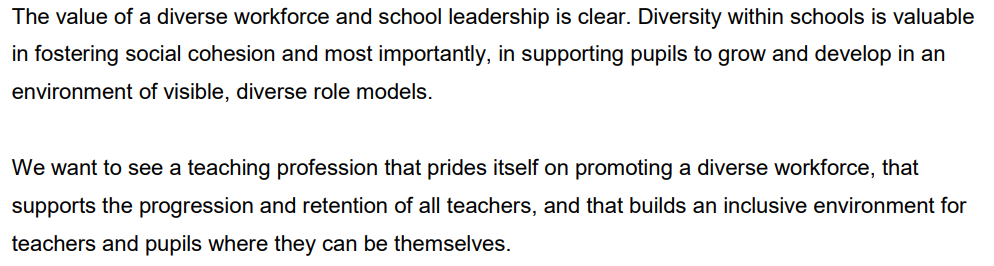 The value of a diverse workforce and school leadership is clear. Diversity within schools is valuable
in fostering social cohesion and most importantly, in supporting pupils to grow and develop in an
environment of visible, diverse role models.
We want to see a teaching profession that prides itself on promoting a diverse workforce, that
supports the progression and retention of all teachers, and that builds an inclusive environment for
teachers and pupils where they can be themselves.